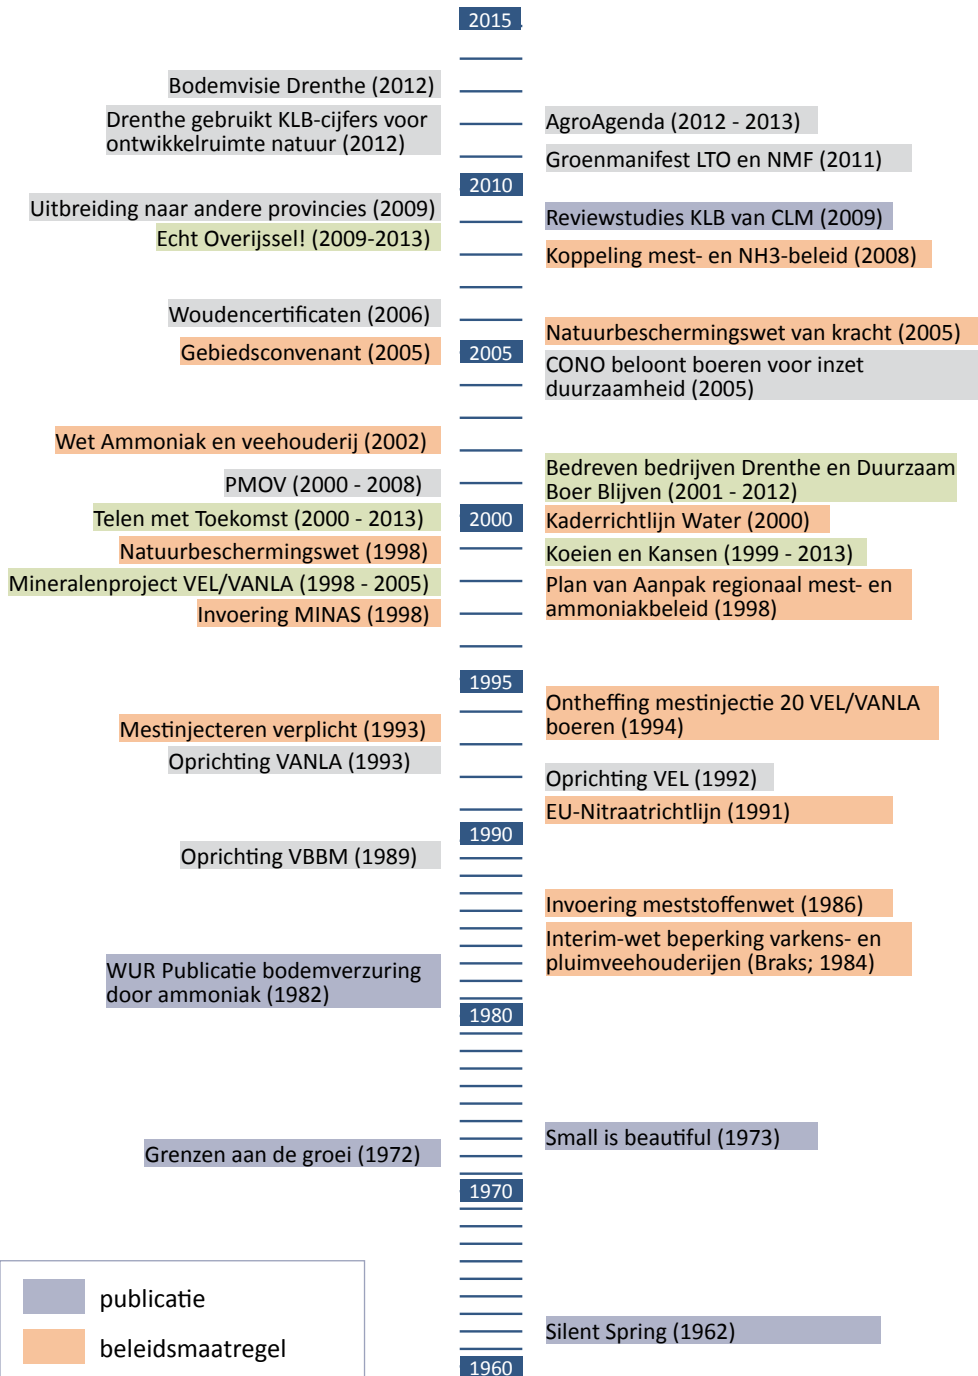 2015
Bodemvisie Drenthe (2012)
Drenthe gebruikt KLB-cijfers voor
ontwikkelruimte natuur (2012)
AgroAgenda (2012 - 2013)
Groenmanifest LTO en NMF (2011)
2010
Uitbreiding naar andere provincies (2009)
Reviewstudies KLB van CLM (2009)
Echt Overijssel! (2009-2013)
Koppeling mest- en NH3-beleid (2008)
Woudencertificaten (2006)
Natuurbeschermingswet van kracht (2005)
Gebiedsconvenant (2005)
2005
CONO beloont boeren voor inzet
duurzaamheid (2005)
Wet Ammoniak en veehouderij (2002)
Bedreven bedrijven Drenthe en Duurzaam
Boer Blijven (2001 - 2012)
PMOV (2000 - 2008)
Telen met Toekomst (2000 - 2013)
2000
Kaderrichtlijn Water (2000)
Natuurbeschermingswet (1998)
Koeien en Kansen (1999 - 2013)
Mineralenproject VEL/VANLA (1998 - 2005)
Plan van Aanpak regionaal mest- en
ammoniakbeleid (1998)
Invoering MINAS (1998)
1995
Ontheffing mestinjectie 20 VEL/VANLA
boeren (1994)
Mestinjecteren verplicht (1993)
Oprichting VANLA (1993)
Oprichting VEL (1992)
EU-Nitraatrichtlijn (1991)
1990
Oprichting VBBM (1989)
Invoering meststoffenwet (1986)
Interim-wet beperking varkens- en
pluimveehouderijen (Braks; 1984)
WUR Publicatie bodemverzuring
door ammoniak (1982)
1980
Small is beautiful (1973)
Grenzen aan de groei (1972)
1970
publicatie
Silent Spring (1962)
beleidsmaatregel
1960